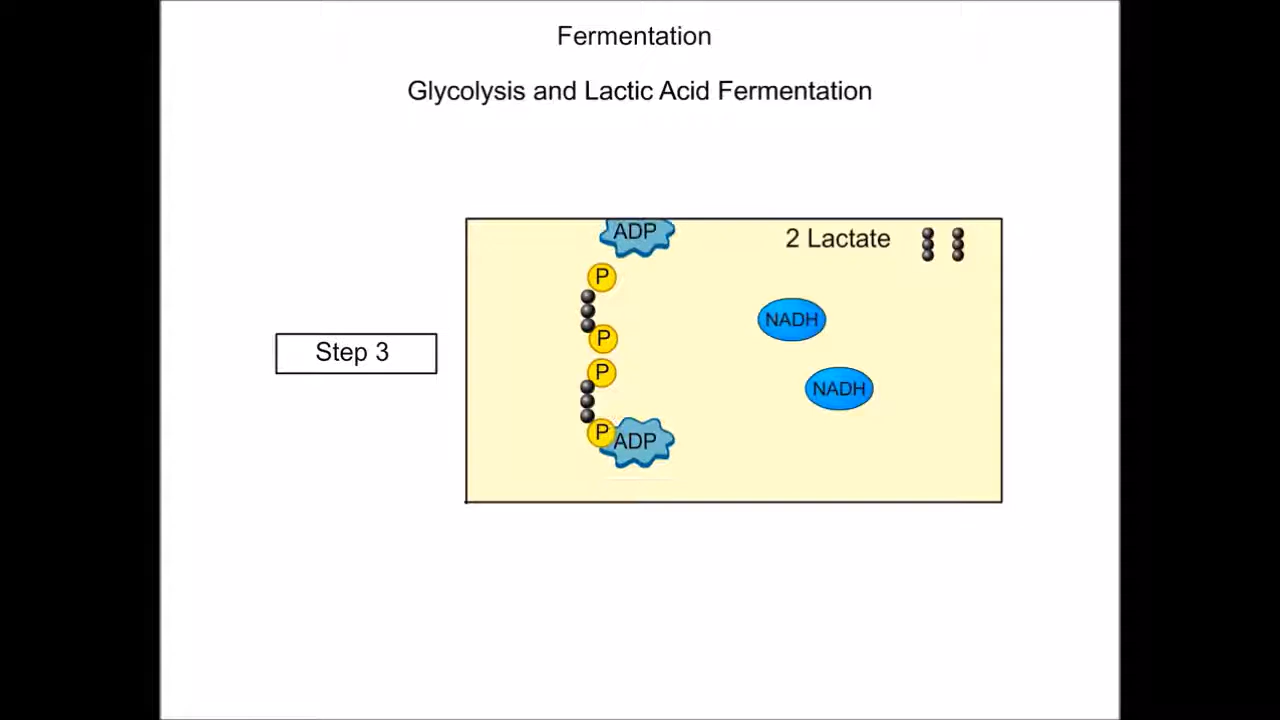 Fermentation
Glycolysis and Lactic Acid Fermentation
ADP
2 Lactate
P
NADH
P
Step 3
P
NADH
P
ADP